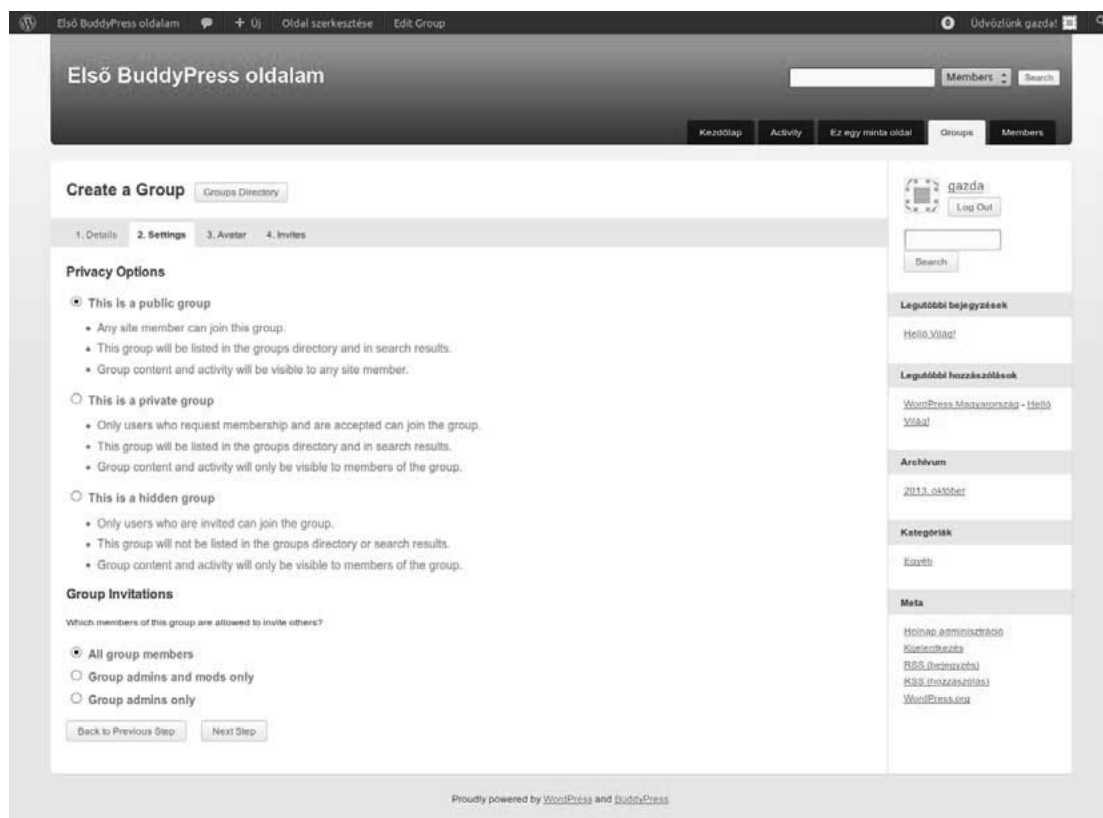 Első BuddyPress oldalam + Új Oldal szerkesztése Edit Group 0 Üdvözlünk gazda!
Első BuddyPress oldalam
Members Search
Kezdőlap Activity Ez egy minta oldal Groups Members
Create a Group Groups Directory
1. Details 2. Settings 3. Avatar 4. Invites
Privacy Options
This is a public group
• Any site member can join this group.
• This group will be listed in the groups directory and in search results.
• Group content and activity will be visible to any site member.
This is a private group
• Only users who request membership and are accepted can join the group.
• This group will be listed in the groups directory and in search results.
• Group content and activity will only be visible to members of the group.
This is a hidden group
• Only users who are invited can join the group.
• This group will not be listed in the groups directory or search results.
• Group content and activity will only be visible to members of the group.
Group Invitations
Which members of this group are allowed to invite others?
All group members
Group admins and mods only
Group admins only
Back to Previous Step Next Step
gazda
Log Out
Search
Legutóbbi bejegyzések
Helló Világ!
Legutóbbi hozzászólások
WordPress Magyarország - Helló
Világ!
Archívum
2013. október
Kategóriák
Egyéb
Meta
Honlap adminisztráció
Kijelentkezés
RSS (bejegyzés)
RSS (hozzászólás)
WordPress.org
Proudly powered by WordPress and BuddyPress.